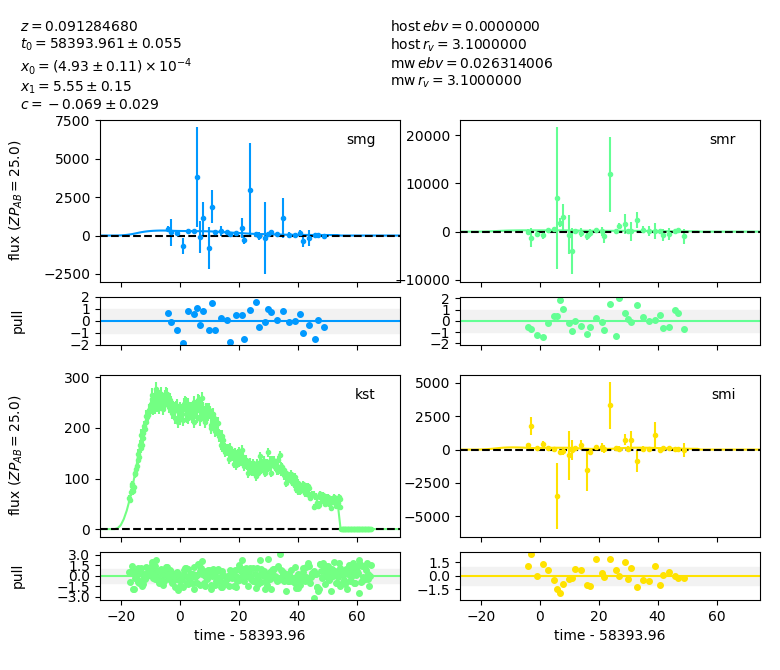 z = 0.091284680
t₀ = 58393.961 ± 0.055
x₀ = (4.93 ± 0.11) × 10⁻⁴
x₁ = 5.55 ± 0.15
c = −0.069 ± 0.029
host ebv = 0.0000000
host r_v = 3.1000000
mw ebv = 0.026314006
mw r_v = 3.1000000
smg
7500
5000
2500
0
−2500
flux (ZP_AB = 25.0)
smr
20000
10000
0
−10000
2
1
0
−1
−2
pull
2
1
0
−1
−2
kst
300
200
100
0
flux (ZP_AB = 25.0)
smi
5000
2500
0
−2500
−5000
3.0
1.5
0.0
−1.5
−3.0
pull
−20 0 20 40 60
time - 58393.96
1.5
0.0
−1.5
−20 0 20 40 60
time - 58393.96